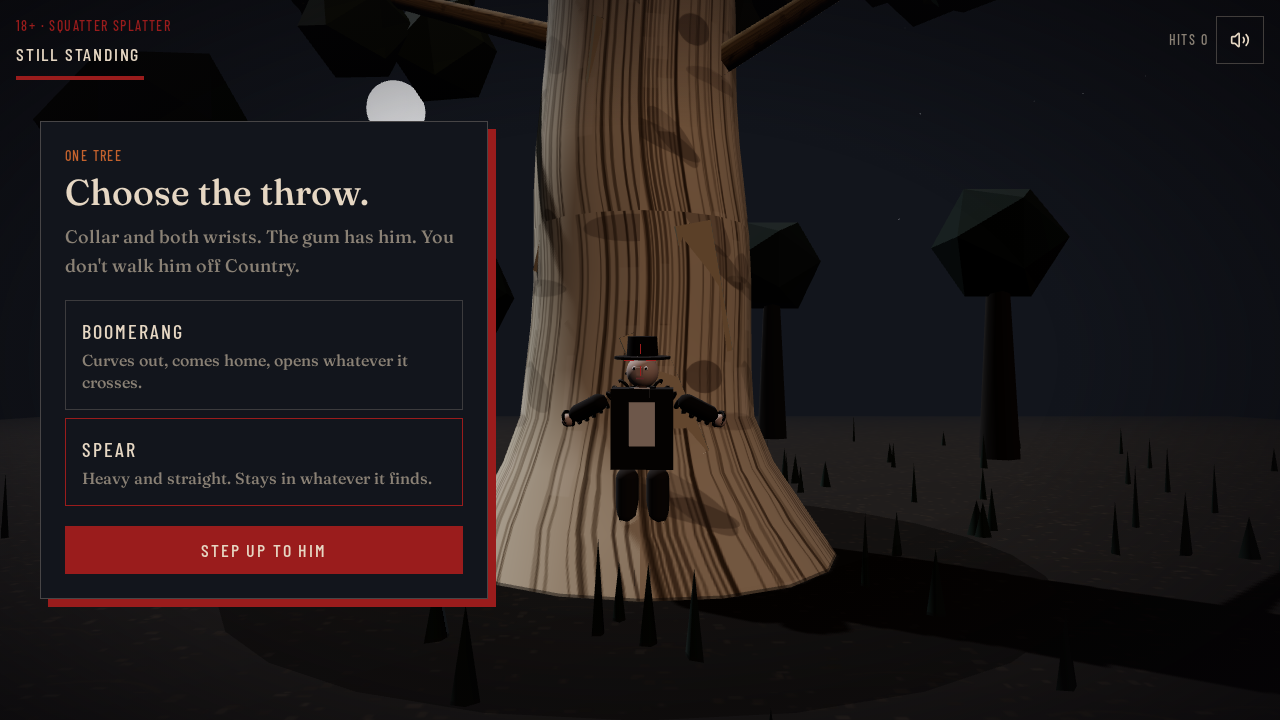 18+ · SQUATTER SPLATTER
STILL STANDING
HITS 0
ONE TREE
Choose the throw.
Collar and both wrists. The gum has him. You
don't walk him off Country.
BOOMERANG
Curves out, comes home, opens whatever it
crosses.
SPEAR
Heavy and straight. Stays in whatever it finds.
STEP UP TO HIM